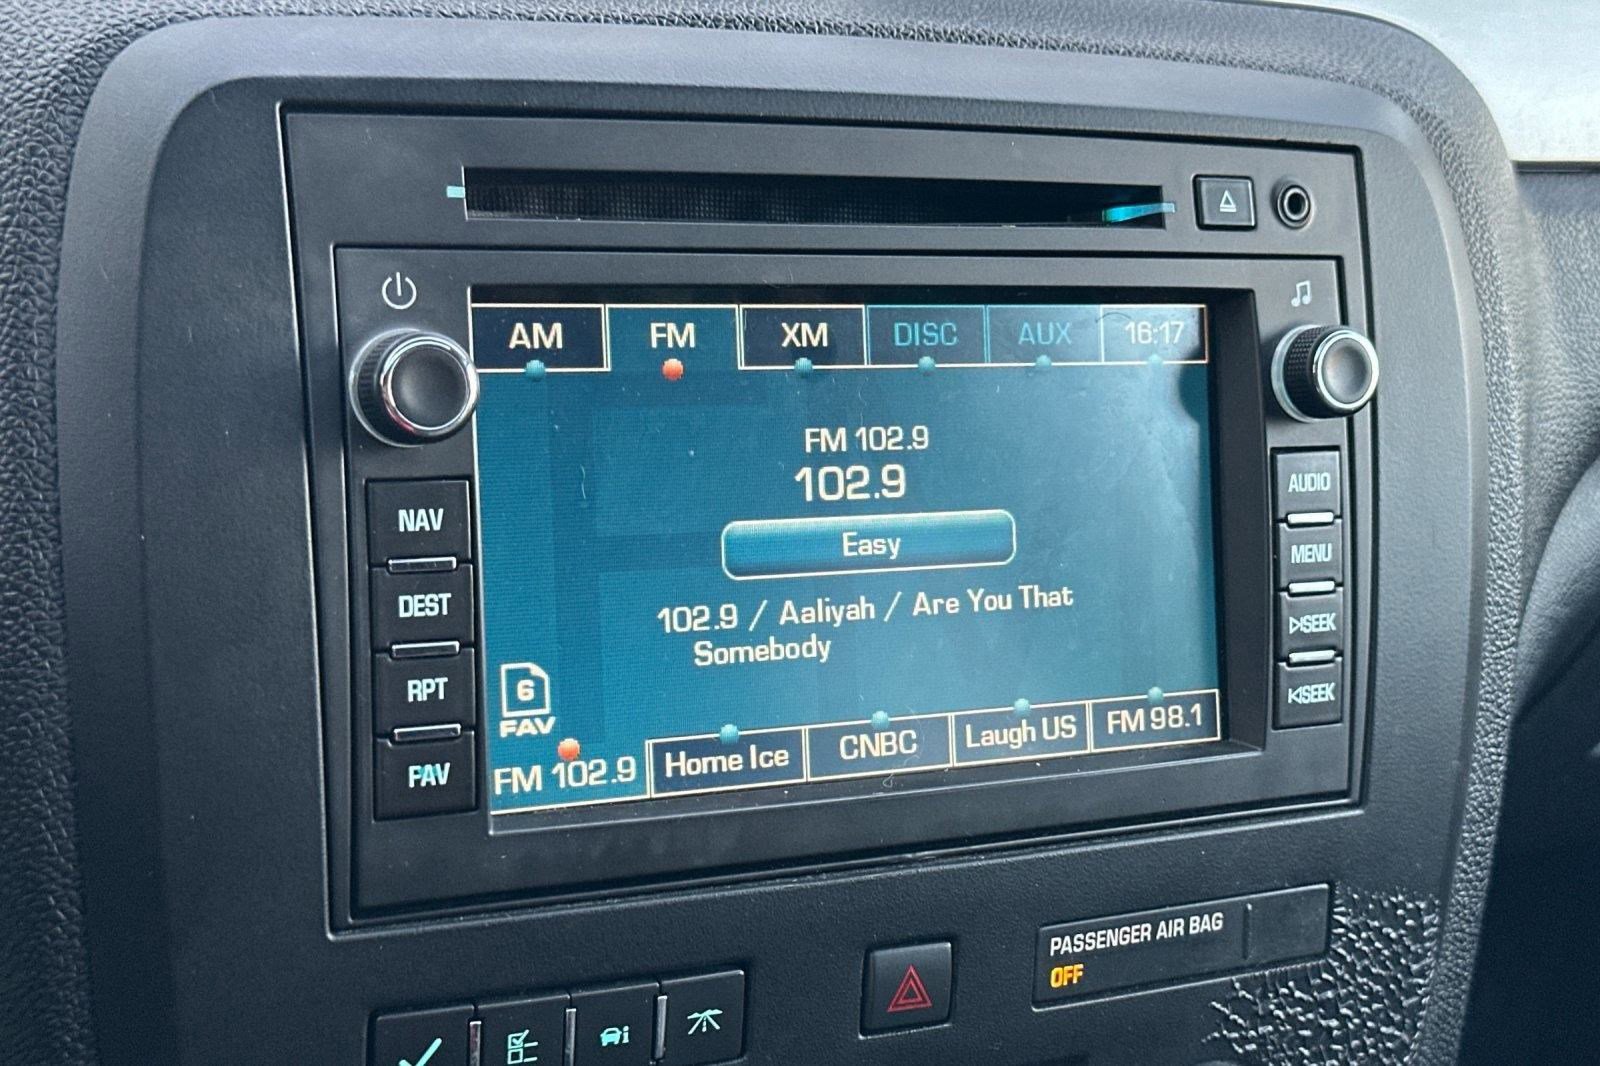 AM FM XM DISC AUX 16:17
FM 102.9
102.9
Easy
102.9 / Aaliyah / Are You That
Somebody
6
FAV
FM 102.9 Home Ice CNBC Laugh US FM 98.1
NAV
DEST
RPT
FAV
AUDIO
MENU
SEEK
SEEK
PASSENGER AIR BAG
OFF